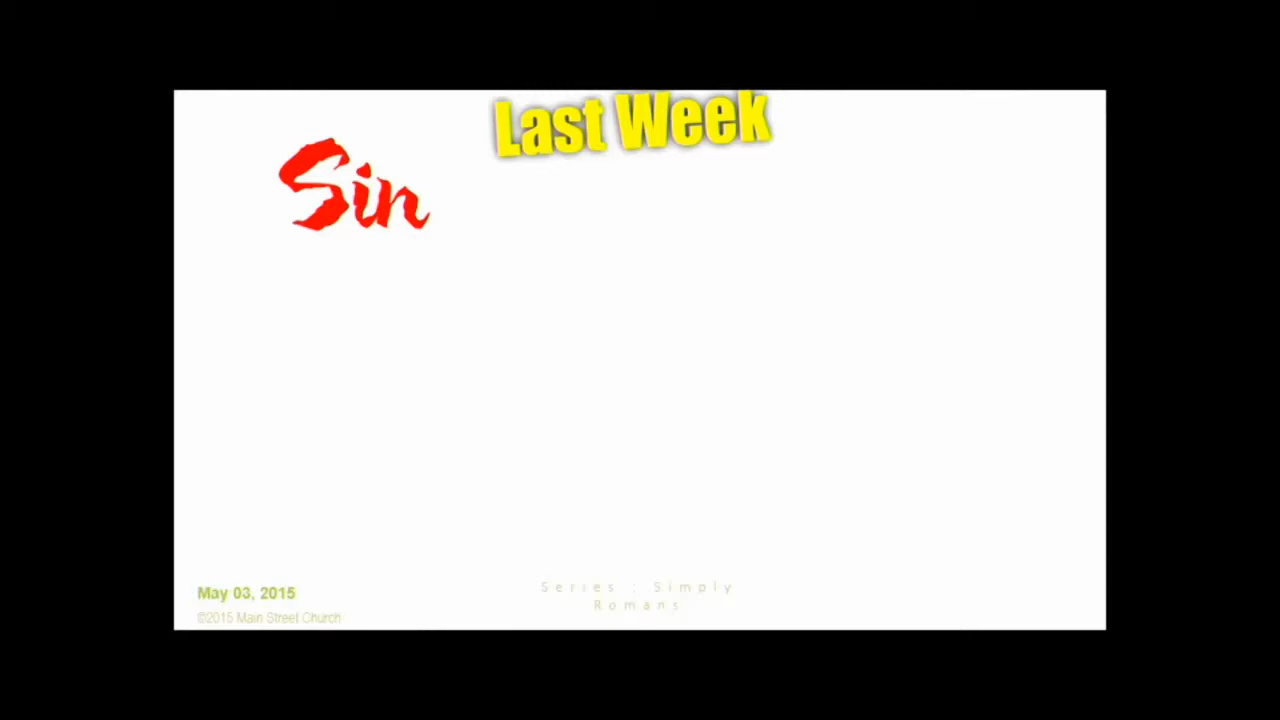 Last Week
Sin
May 03, 2015
©2015 Main Street Church
Series : Simply
Romans